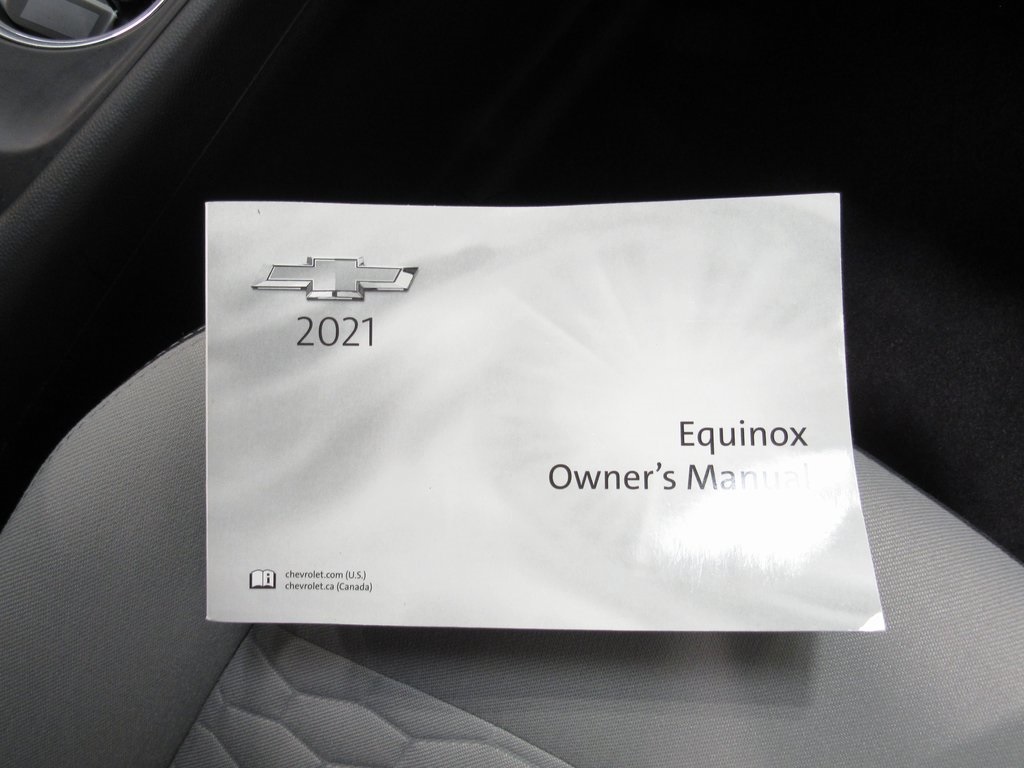 2021
Equinox
Owner's Manual
chevrolet.com (U.S.)
chevrolet.ca (Canada)